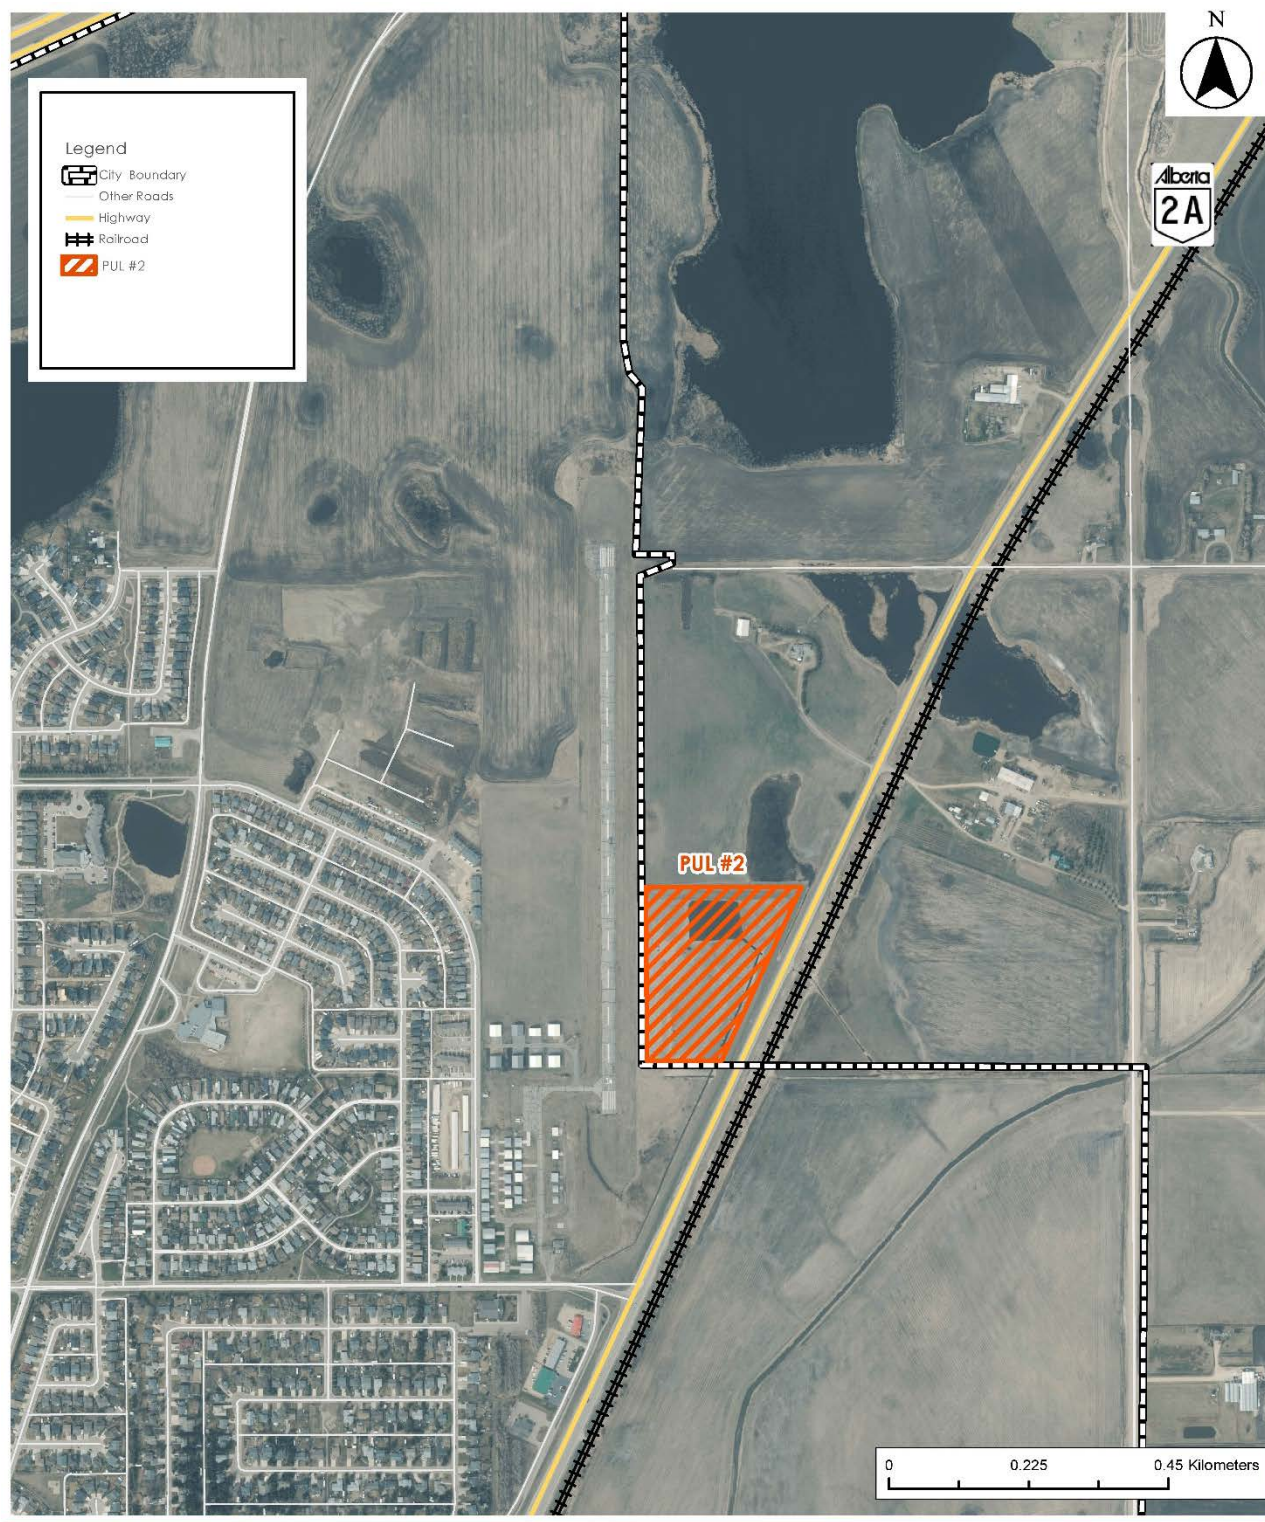 N
Legend
City Boundary
Other Roads
Highway
Railroad
PUL #2
Alberta
2A
PUL #2
0 0.225 0.45 Kilometers